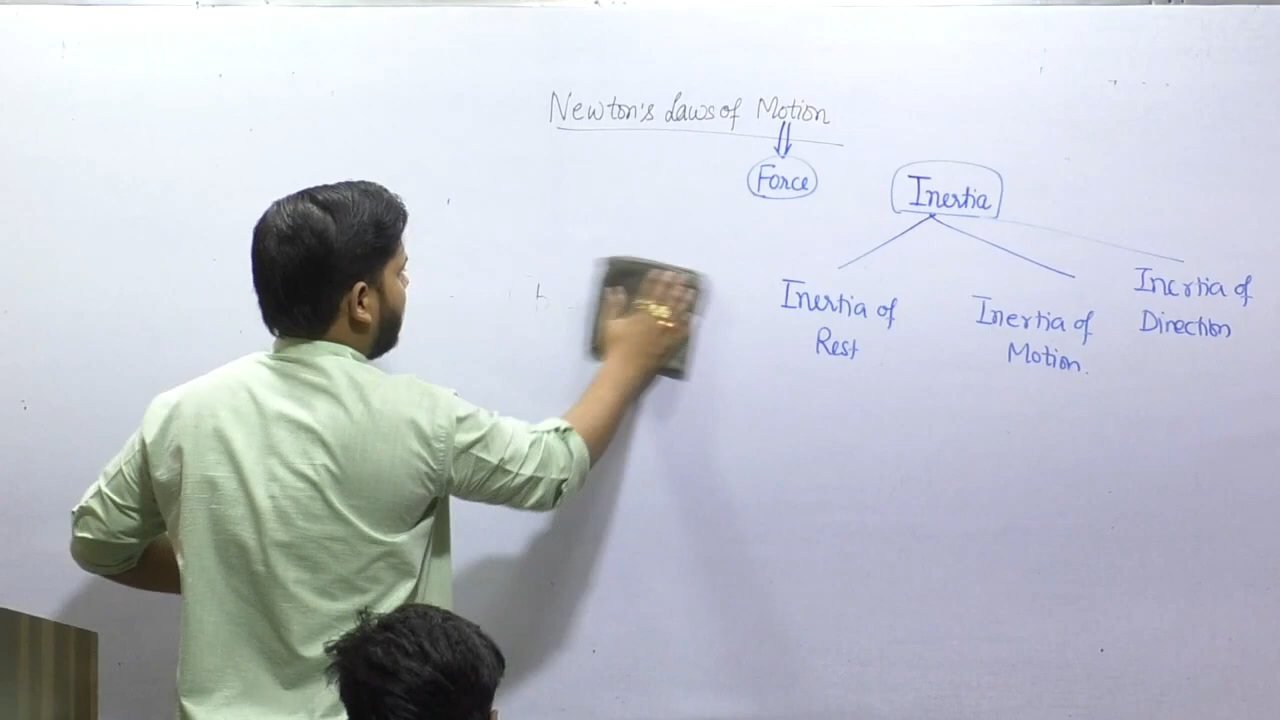 Newton's Laws of Motion
Force
Inertia
Inertia of
Rest
Inertia of
Motion.
Inertia of
Direction